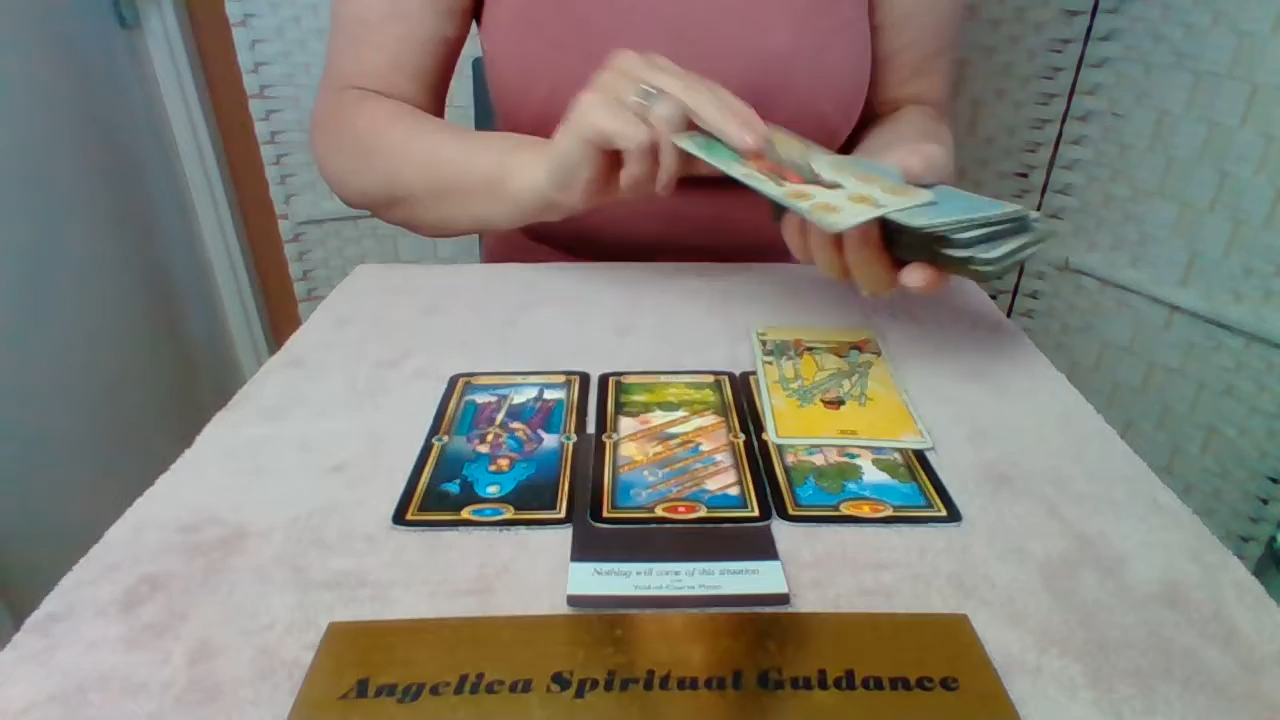 Nothing will come of this situation
Void-of-Course Moon
Angelica Spiritual Guidance